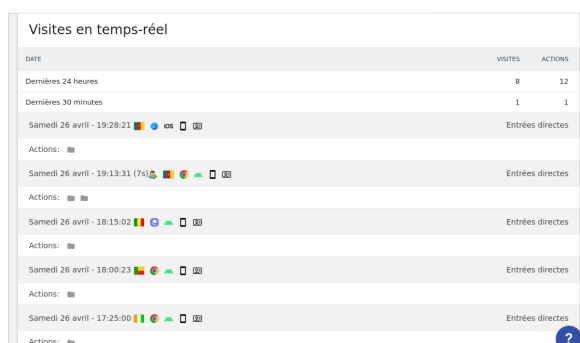 Visites en temps-réel
DATE VISITES ACTIONS
Dernières 24 heures 8 12
Dernières 30 minutes 1 1
Samedi 26 avril - 19:28:21 iOS Entrées directes
Actions:
Samedi 26 avril - 19:13:31 (7s) Entrées directes
Actions:
Samedi 26 avril - 18:15:02 Entrées directes
Actions:
Samedi 26 avril - 18:00:23 Entrées directes
Actions:
Samedi 26 avril - 17:25:00 Entrées directes
Actions:
?